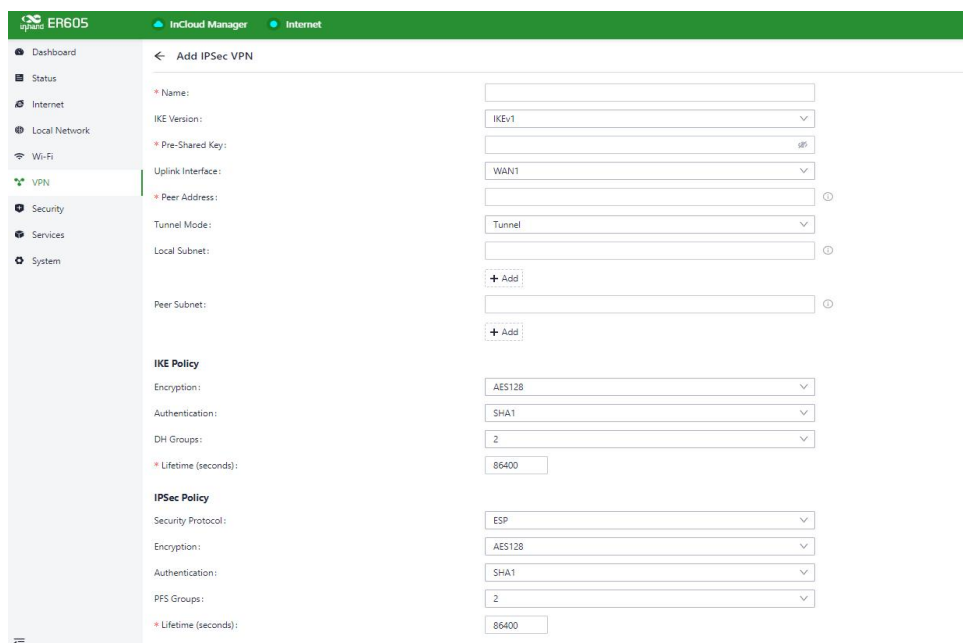 inhand ER605
InCloud Manager
Internet
Dashboard
Status
Internet
Local Network
Wi-Fi
VPN
Security
Services
System
Add IPSec VPN
* Name:
IKE Version: IKEv1
* Pre-Shared Key:
Uplink Interface: WAN1
* Peer Address:
Tunnel Mode: Tunnel
Local Subnet:
+ Add
Peer Subnet:
+ Add
IKE Policy
Encryption: AES128
Authentication: SHA1
DH Groups: 2
* Lifetime (seconds): 86400
IPSec Policy
Security Protocol: ESP
Encryption: AES128
Authentication: SHA1
PFS Groups: 2
* Lifetime (seconds): 86400